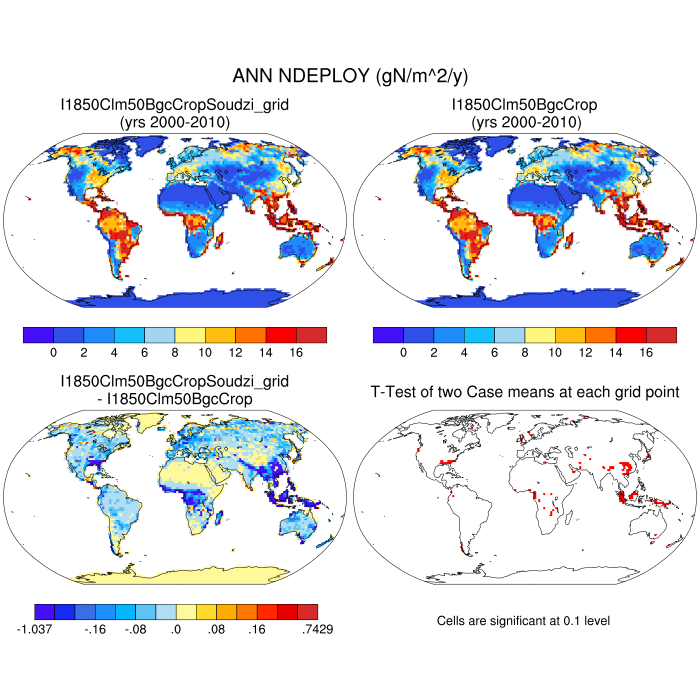 ANN NDEPLOY (gN/m^2/y)
I1850Clm50BgcCropSoudzi_grid
(yrs 2000-2010)
I1850Clm50BgcCrop
(yrs 2000-2010)
0 2 4 6 8 10 12 14 16
0 2 4 6 8 10 12 14 16
I1850Clm50BgcCropSoudzi_grid
- I1850Clm50BgcCrop
T-Test of two Case means at each grid point
-1.037 -.16 -.08 .0 .08 .16 .7429
Cells are significant at 0.1 level